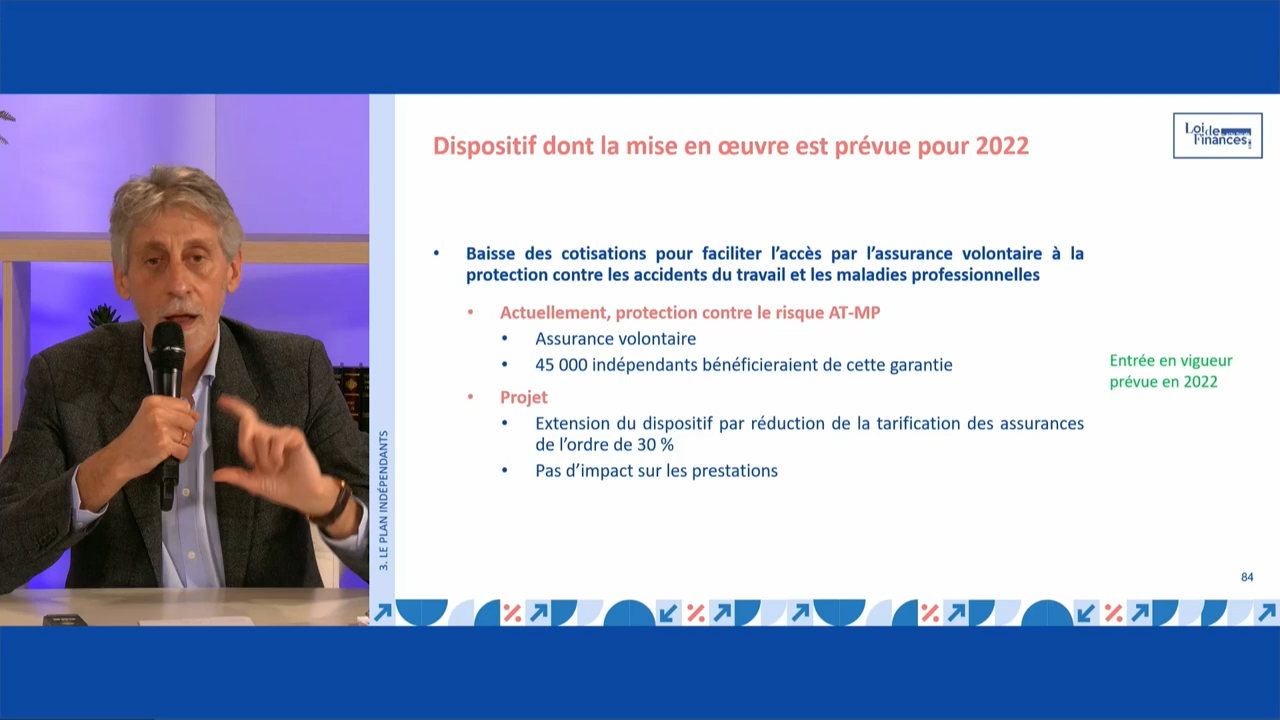 Dispositif dont la mise en œuvre est prévue pour 2022
Loi de
Finances
• Baisse des cotisations pour faciliter l’accès par l’assurance volontaire à la
protection contre les accidents du travail et les maladies professionnelles
• Actuellement, protection contre le risque AT-MP
• Assurance volontaire
• 45 000 indépendants bénéficieraient de cette garantie
• Projet
• Extension du dispositif par réduction de la tarification des assurances
de l’ordre de 30 %
• Pas d’impact sur les prestations
Entrée en vigueur
prévue en 2022
3. LE PLAN INDÉPENDANTS
84